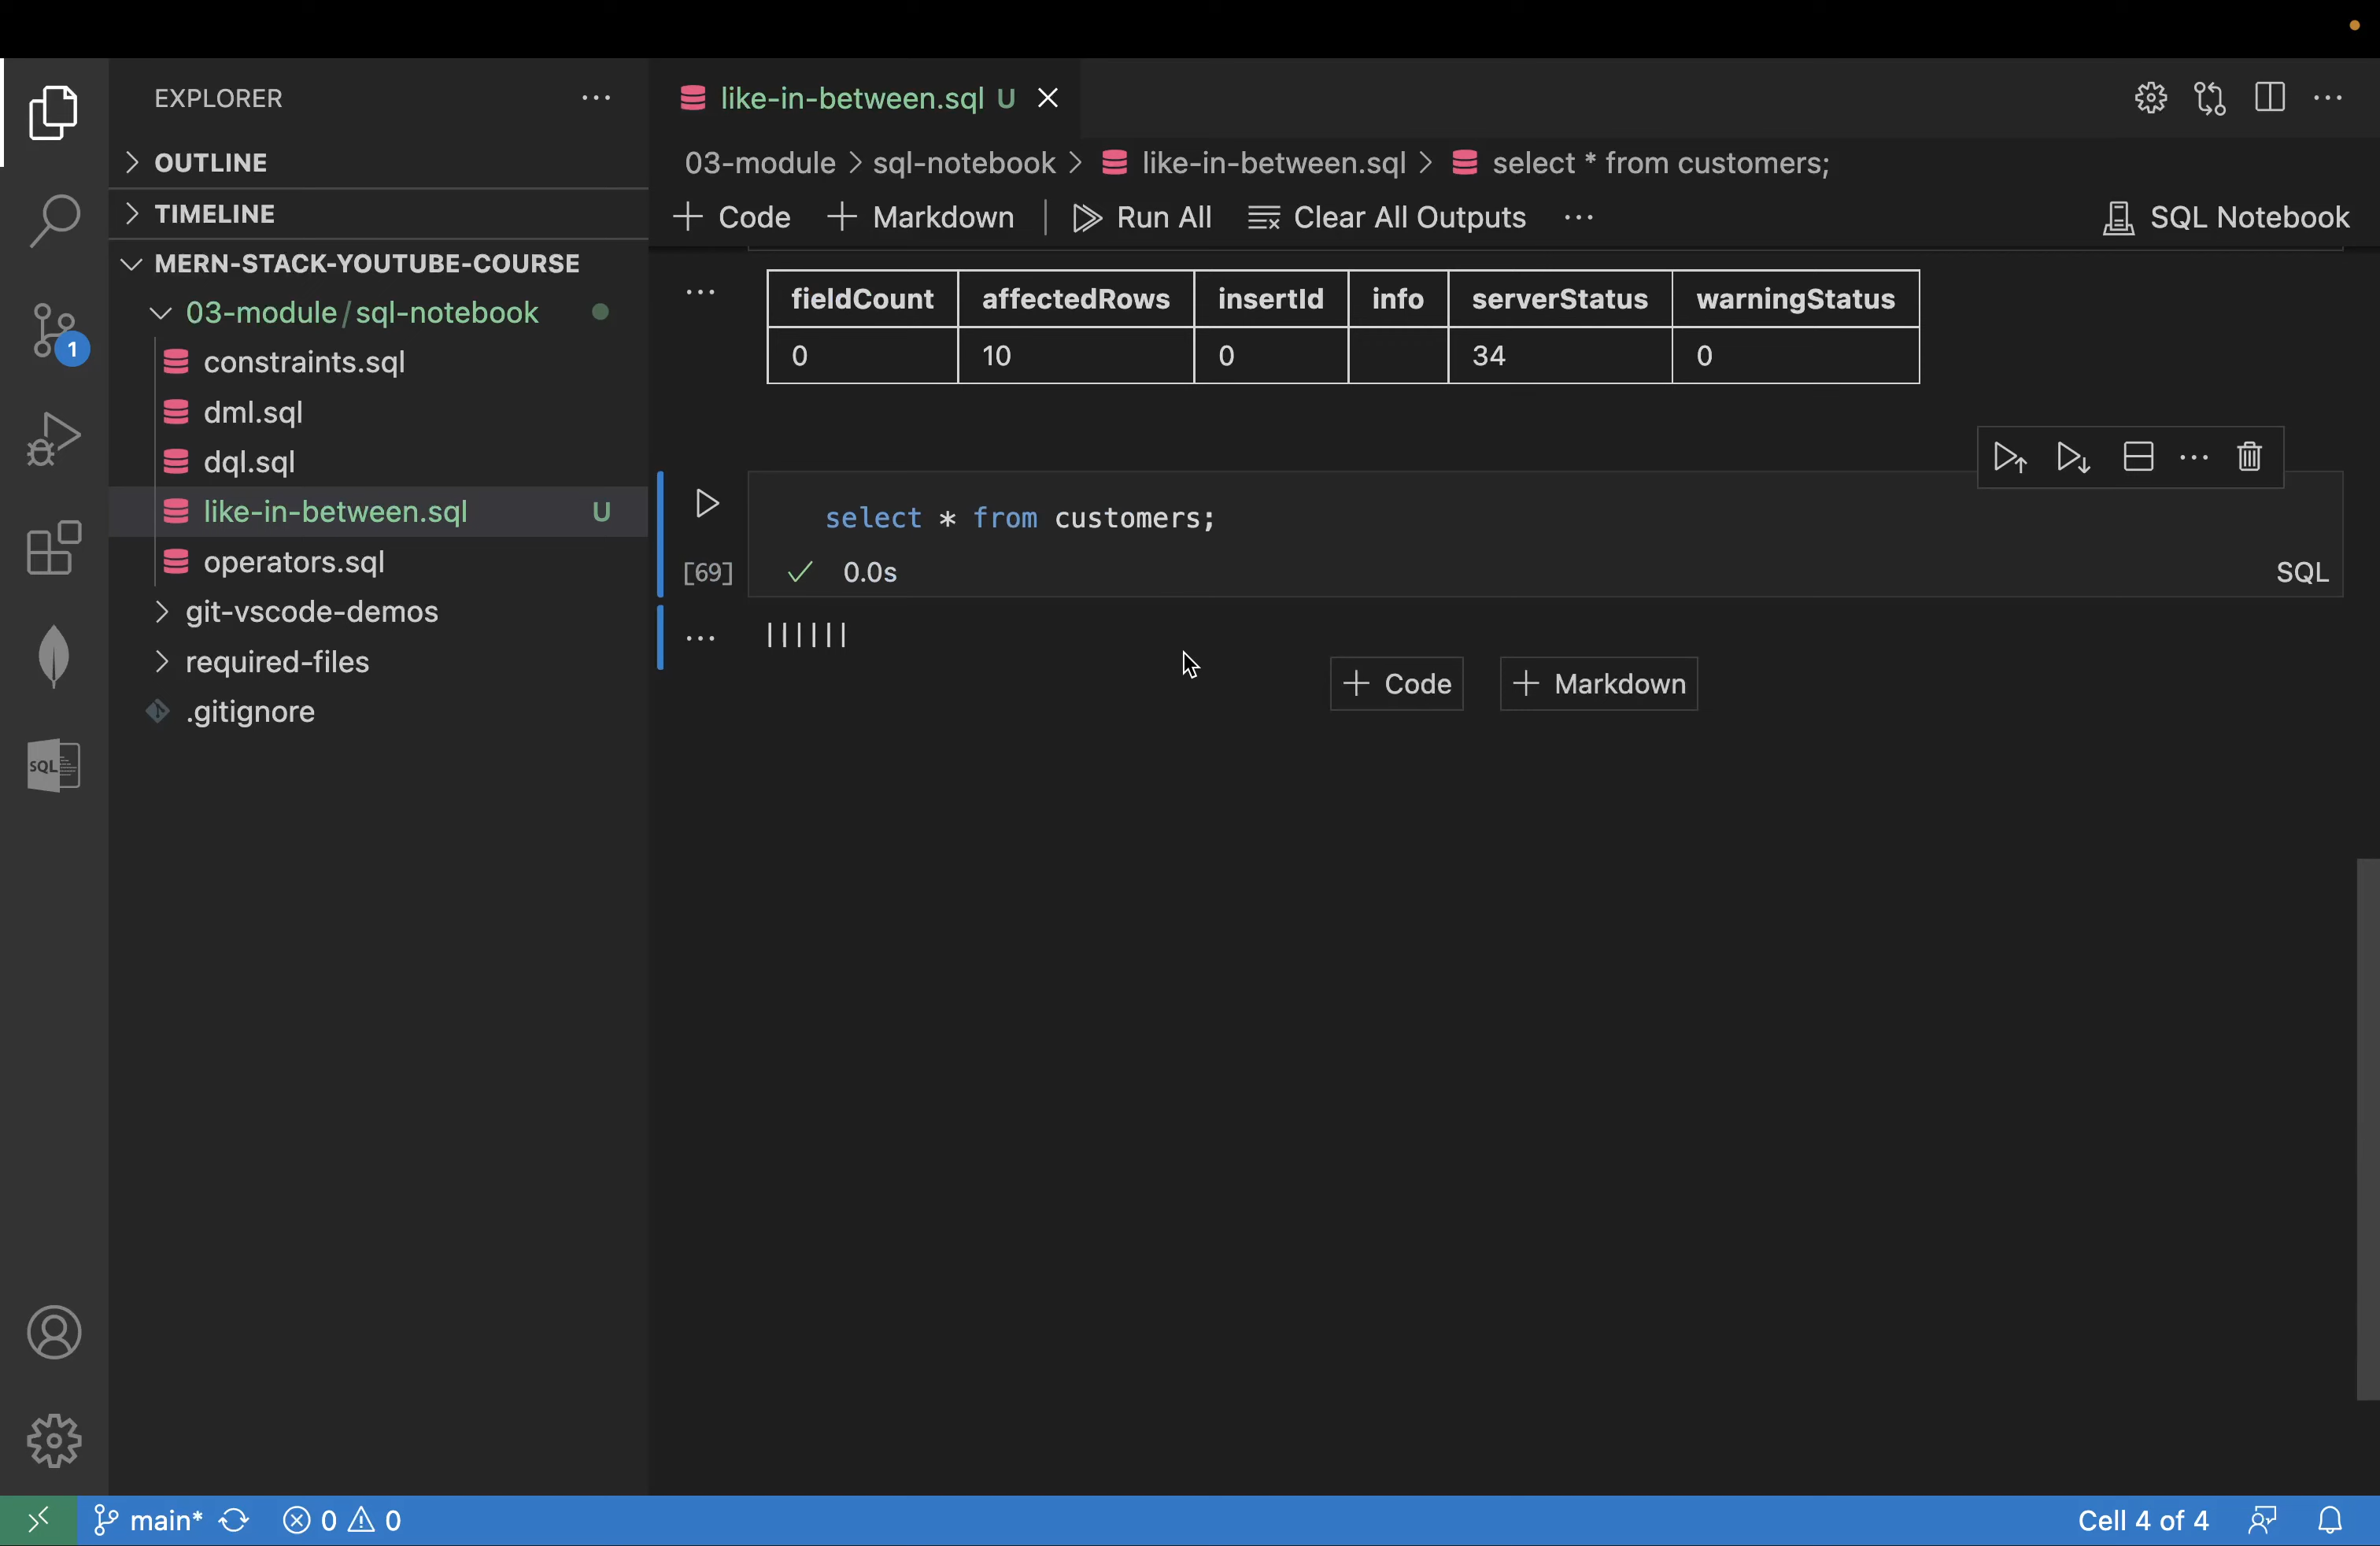 EXPLORER
OUTLINE
TIMELINE
MERN-STACK-YOUTUBE-COURSE
03-module / sql-notebook
constraints.sql
dml.sql
dql.sql
like-in-between.sql U
operators.sql
git-vscode-demos
required-files
.gitignore
1
SQL
like-in-between.sql U
03-module > sql-notebook > like-in-between.sql > select * from customers;
+ Code + Markdown | Run All Clear All Outputs ... SQL Notebook
fieldCount affectedRows insertId info serverStatus warningStatus
0 10 0 34 0
select * from customers;
[69] ✓ 0.0s SQL
||||||
+ Code + Markdown
main* 0 0 Cell 4 of 4